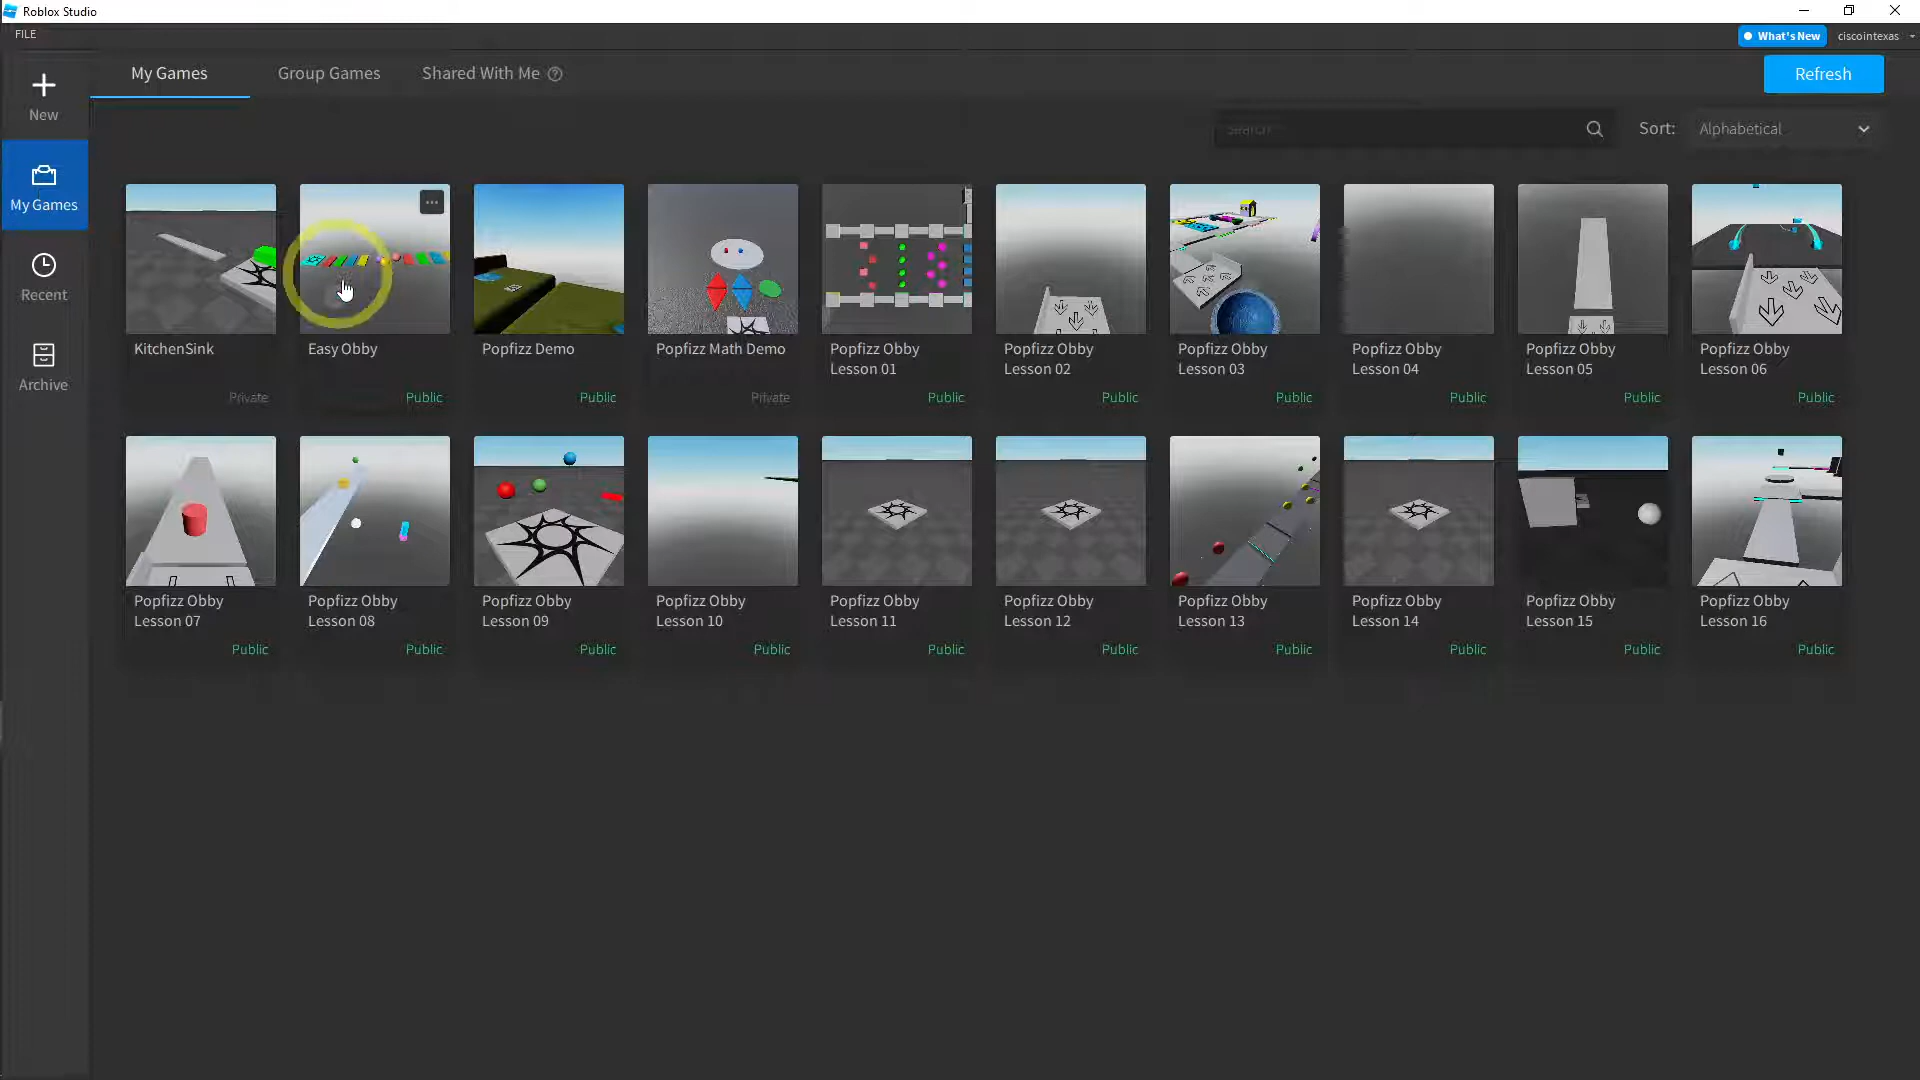 Roblox Studio
FILE
What's New
ciscointexas
New
My Games
Recent
Archive
My Games
Group Games
Shared With Me
Refresh
Search
Sort:
Alphabetical
KitchenSink
Private
Easy Obby
Public
Popfizz Demo
Public
Popfizz Math Demo
Private
Popfizz Obby
Lesson 01
Public
Popfizz Obby
Lesson 02
Public
Popfizz Obby
Lesson 03
Public
Popfizz Obby
Lesson 04
Public
Popfizz Obby
Lesson 05
Public
Popfizz Obby
Lesson 06
Public
Popfizz Obby
Lesson 07
Public
Popfizz Obby
Lesson 08
Public
Popfizz Obby
Lesson 09
Public
Popfizz Obby
Lesson 10
Public
Popfizz Obby
Lesson 11
Public
Popfizz Obby
Lesson 12
Public
Popfizz Obby
Lesson 13
Public
Popfizz Obby
Lesson 14
Public
Popfizz Obby
Lesson 15
Public
Popfizz Obby
Lesson 16
Public